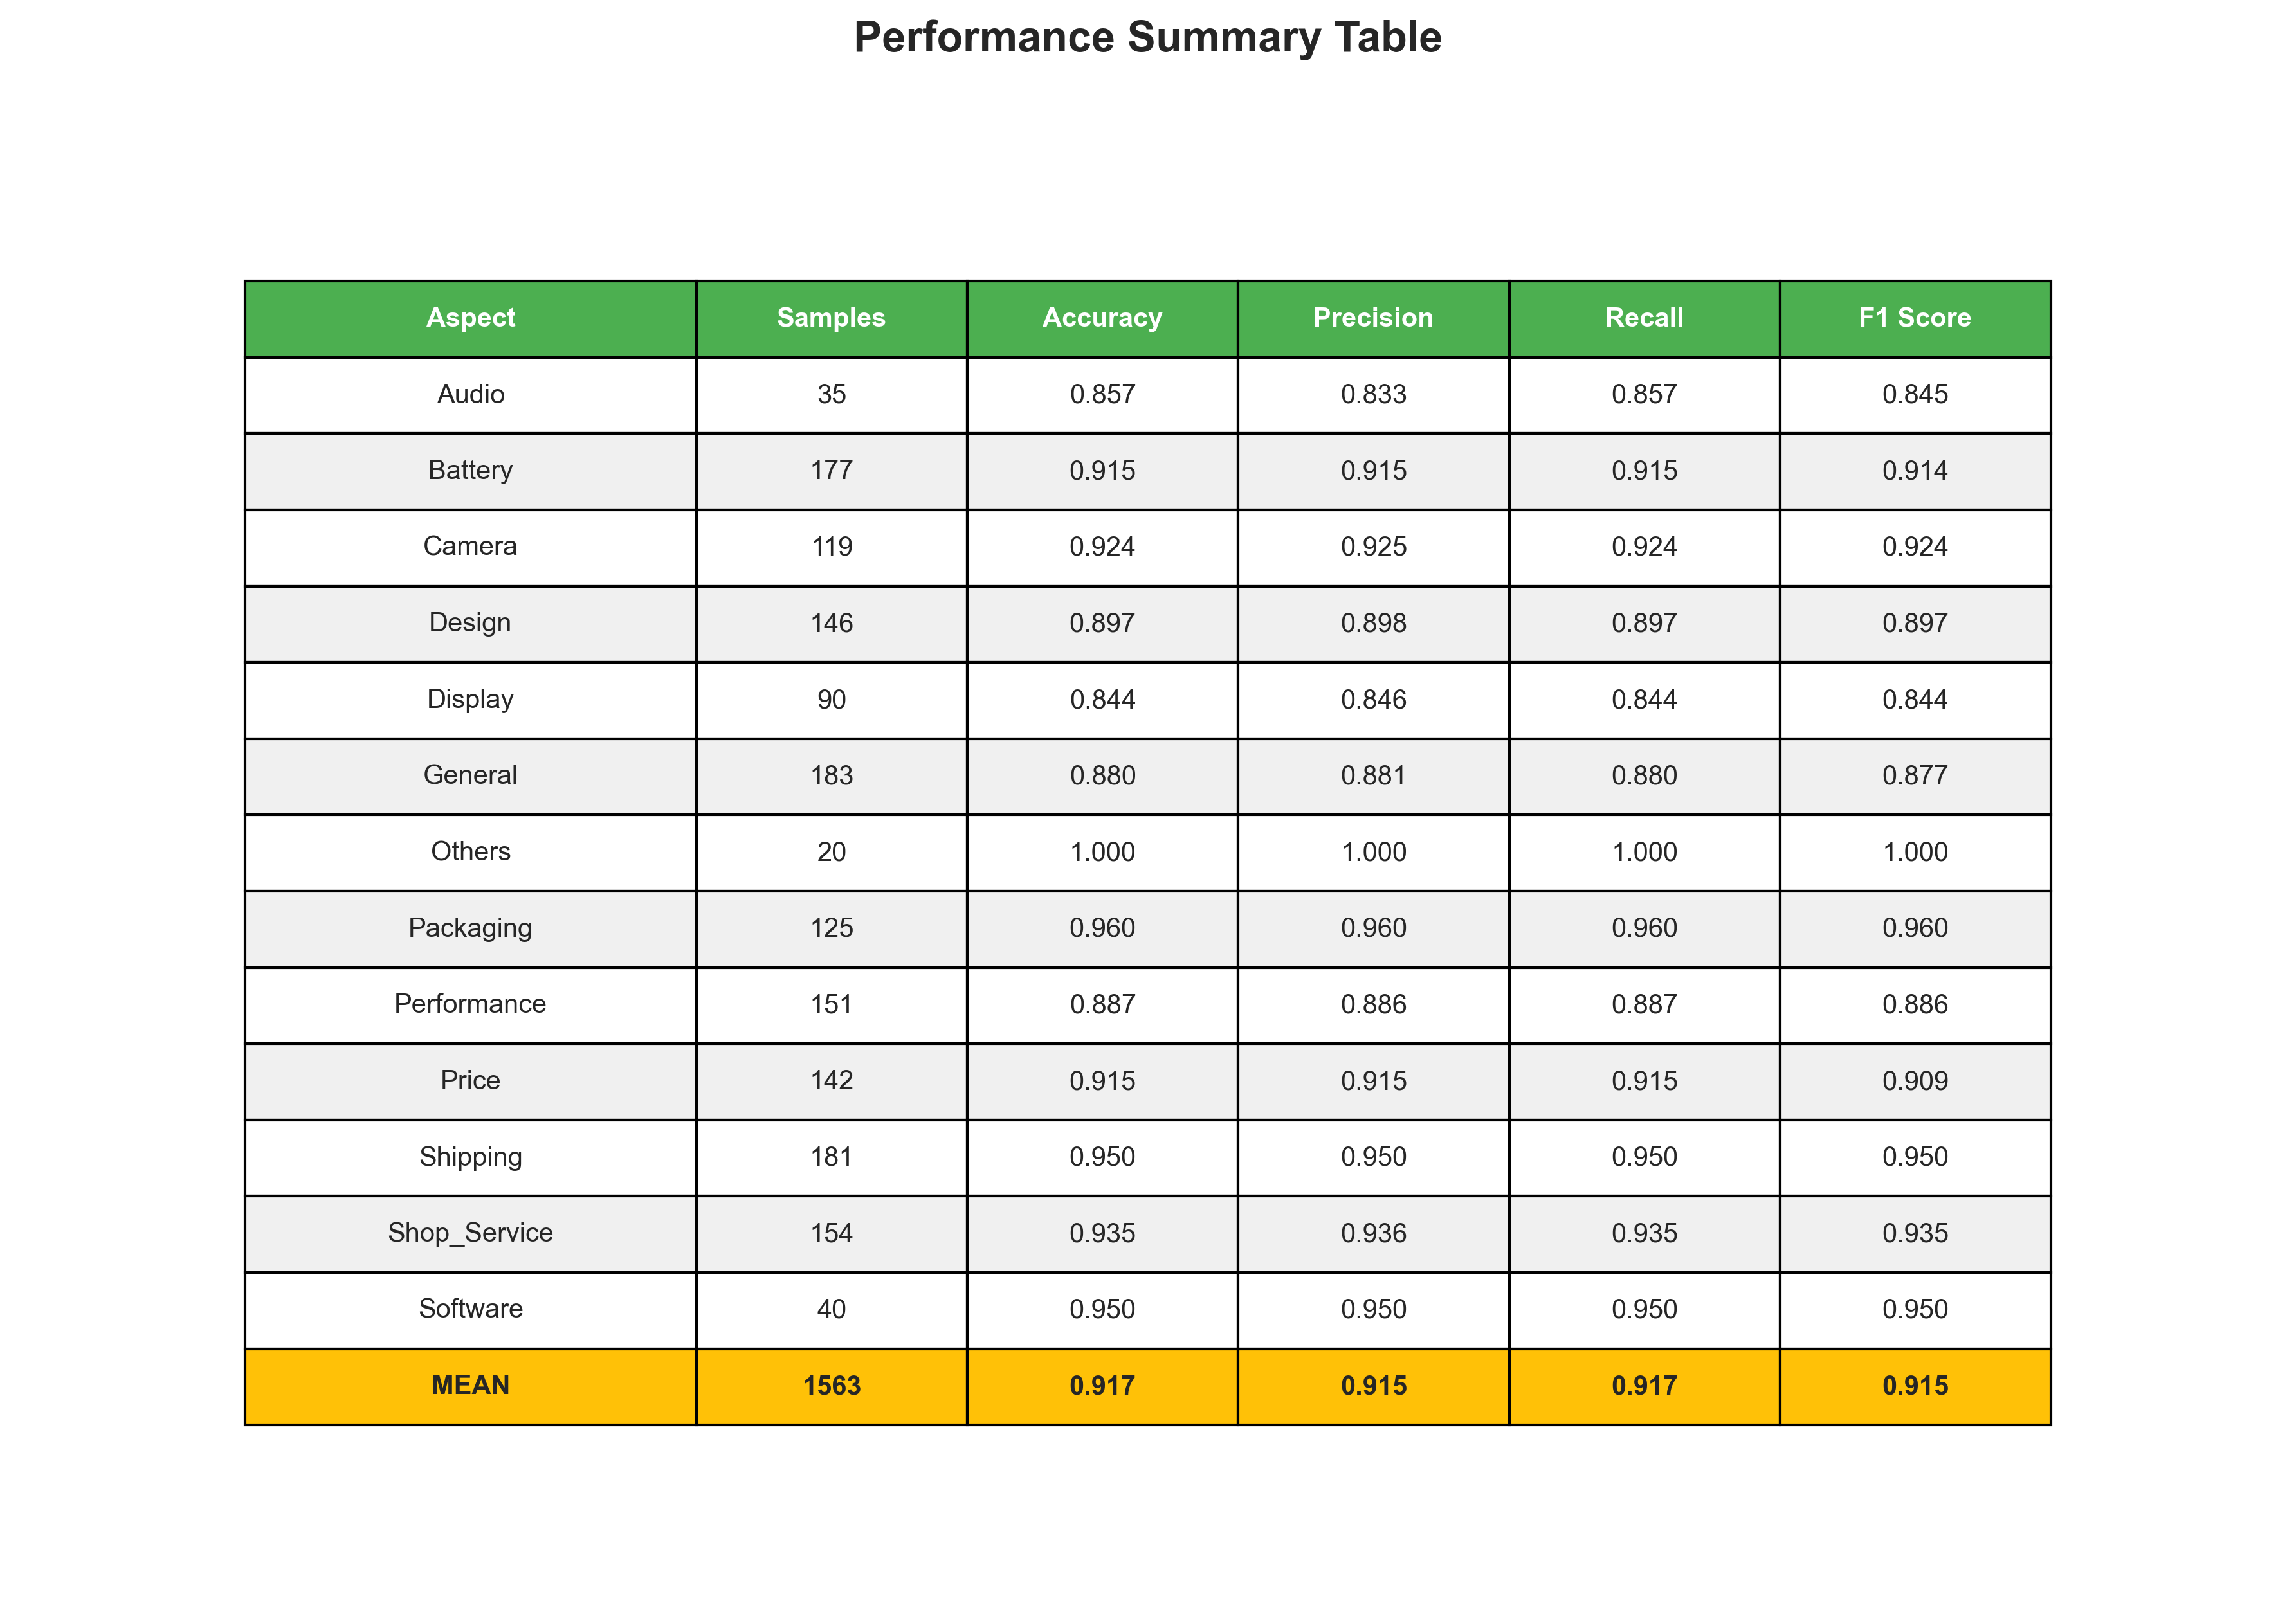 Performance Summary Table
Aspect Samples Accuracy Precision Recall F1 Score
Audio 35 0.857 0.833 0.857 0.845
Battery 177 0.915 0.915 0.915 0.914
Camera 119 0.924 0.925 0.924 0.924
Design 146 0.897 0.898 0.897 0.897
Display 90 0.844 0.846 0.844 0.844
General 183 0.880 0.881 0.880 0.877
Others 20 1.000 1.000 1.000 1.000
Packaging 125 0.960 0.960 0.960 0.960
Performance 151 0.887 0.886 0.887 0.886
Price 142 0.915 0.915 0.915 0.909
Shipping 181 0.950 0.950 0.950 0.950
Shop_Service 154 0.935 0.936 0.935 0.935
Software 40 0.950 0.950 0.950 0.950
MEAN 1563 0.917 0.915 0.917 0.915